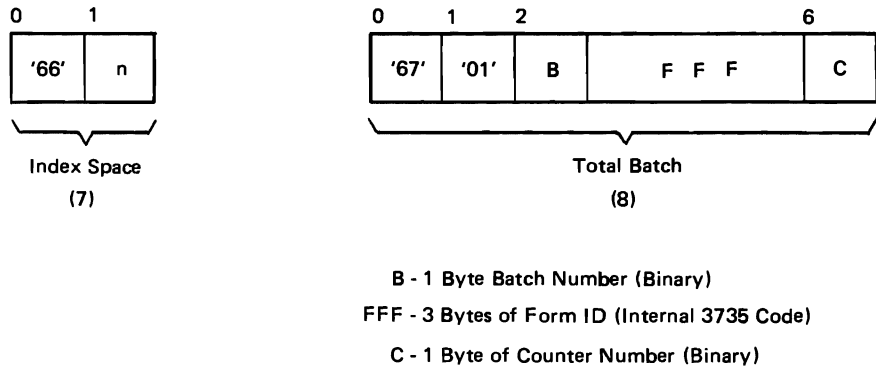 0 1
'66' n
Index Space
(7)
0 1 2 6
'67' '01' B F F F C
Total Batch
(8)
B - 1 Byte Batch Number (Binary)
FFF - 3 Bytes of Form ID (Internal 3735 Code)
C - 1 Byte of Counter Number (Binary)